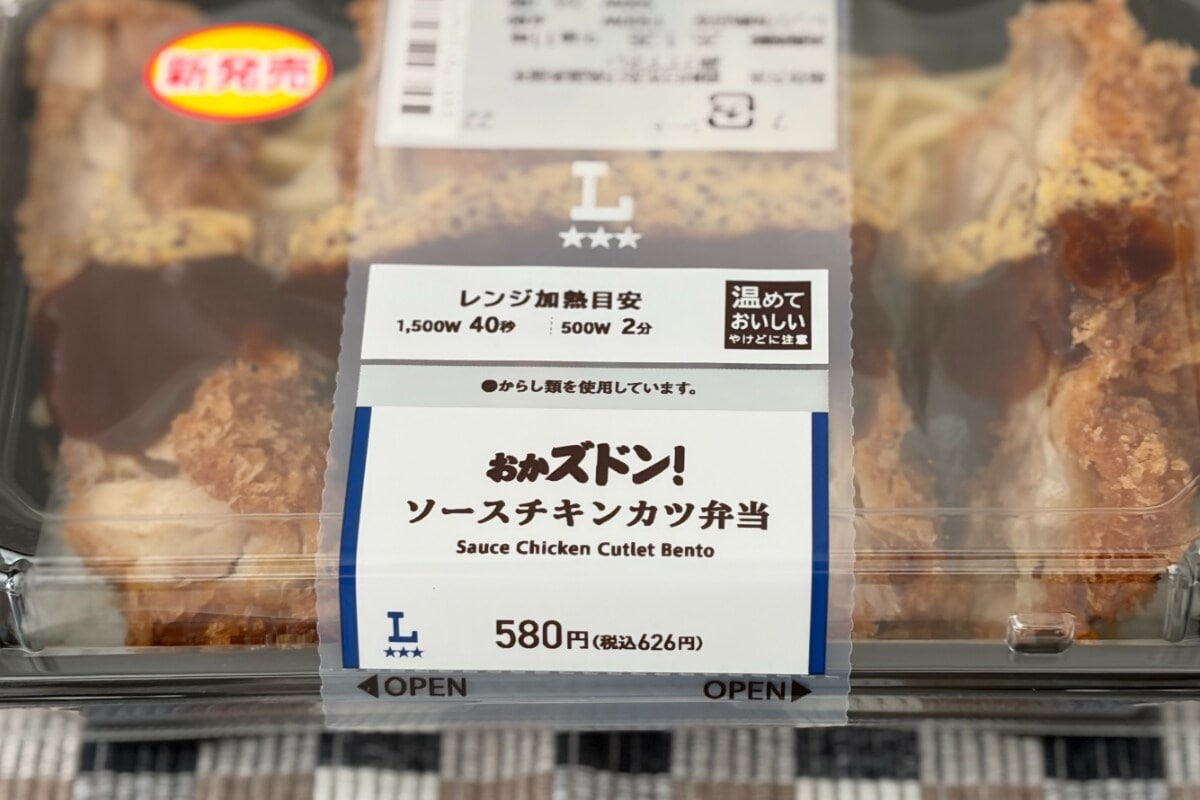 新発売
L
★★★
レンジ加熱目安
1,500W 40秒 500W 2分
温めて
おいしい
やけどに注意
●からし類を使用しています。
おかズドン!
ソースチキンカツ弁当
Sauce Chicken Cutlet Bento
L
★★★
580円(税込626円)
◀OPEN
OPEN▶